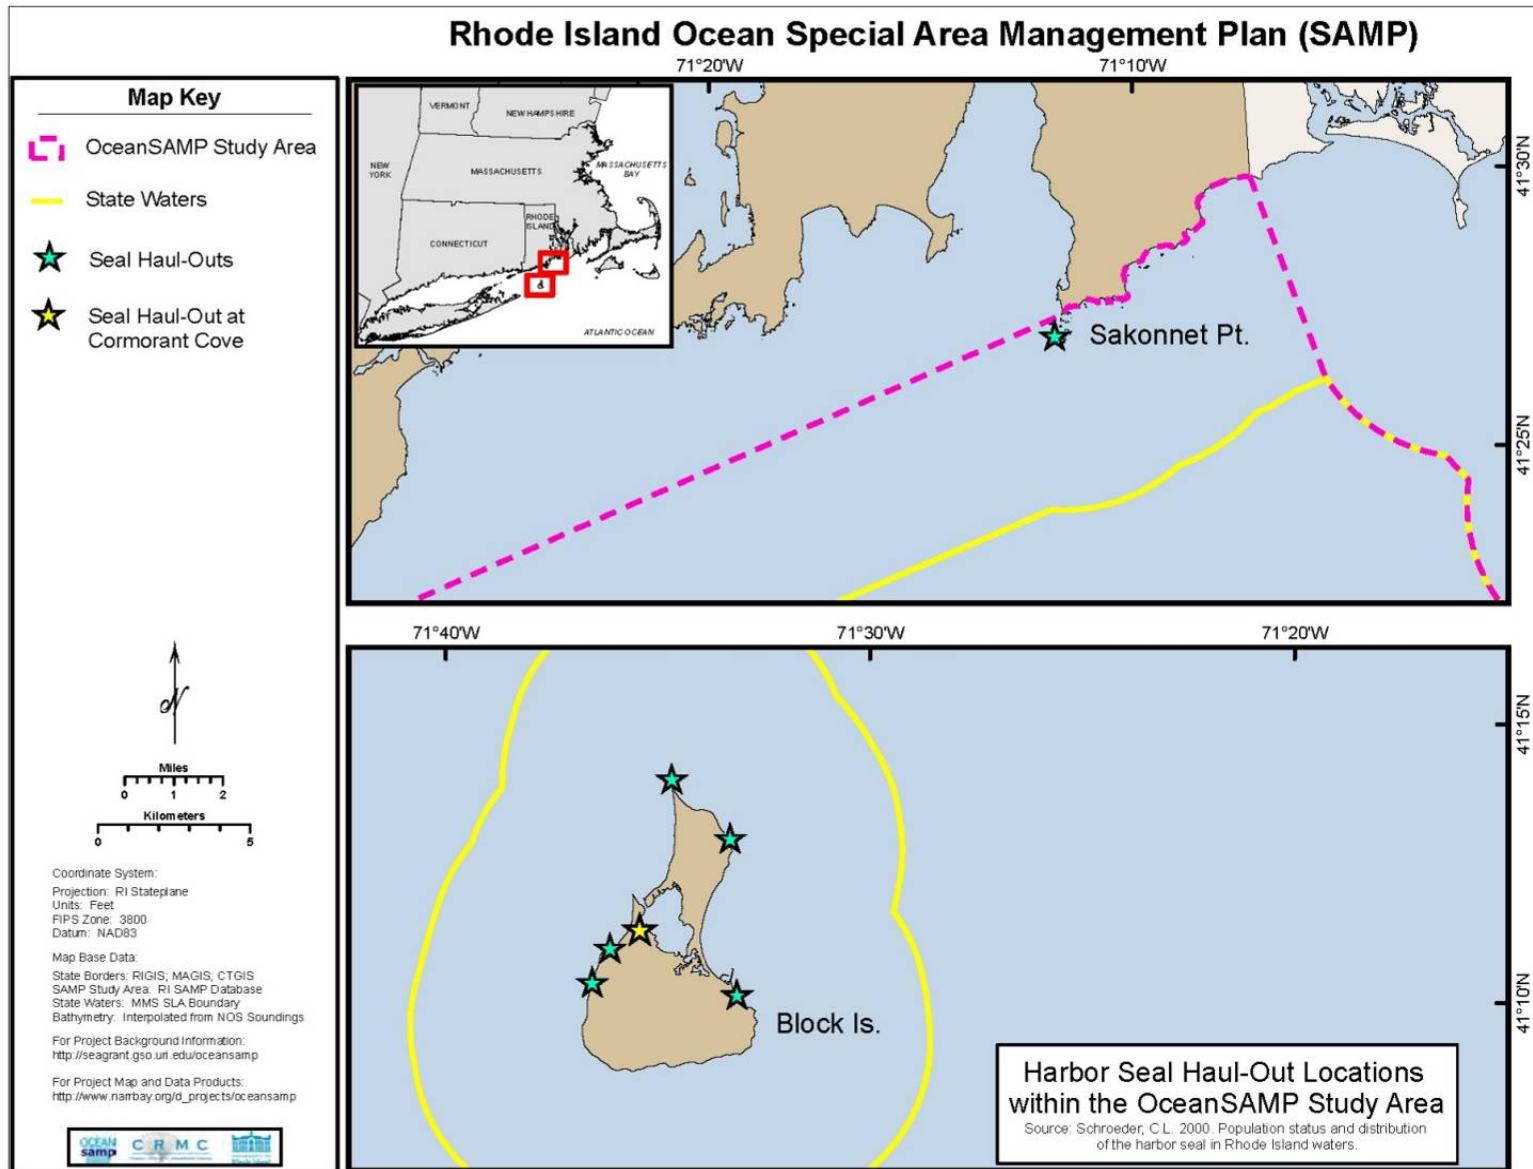 Rhode Island Ocean Special Area Management Plan (SAMP)
Map Key
OceanSAMP Study Area
State Waters
Seal Haul-Outs
Seal Haul-Out at
Cormorant Cove
N
Miles
0 1 2
Kilometers
0 5
Coordinate System:
Projection: RI Stateplane
Units: Feet
FIPS Zone: 3800
Datum: NAD83
Map Base Data:
State Borders: RIGIS; MAGIS; CTGIS
SAMP Study Area: RI SAMP Database
State Waters: MMS SLA Boundary
Bathymetry: Interpolated from NOS Soundings
For Project Background Information:
http://seagrant.gso.uri.edu/oceansamp
For Project Map and Data Products:
http://www.narrbay.org/d_projects/oceansamp
OCEAN
samp
CRMC
71°20'W 71°10'W
VERMONT
NEW HAMPSHIRE
NEW
YORK
MASSACHUSETTS
MASSACHUSETTS
BAY
RHODE
ISLAND
CONNECTICUT
ATLANTIC OCEAN
41°30'N
Sakonnet Pt.
41°25'N
71°40'W 71°30'W 71°20'W
41°15'N
41°10'N
Block Is.
Harbor Seal Haul-Out Locations
within the OceanSAMP Study Area
Source: Schroeder, C.L. 2000. Population status and distribution
of the harbor seal in Rhode Island waters.